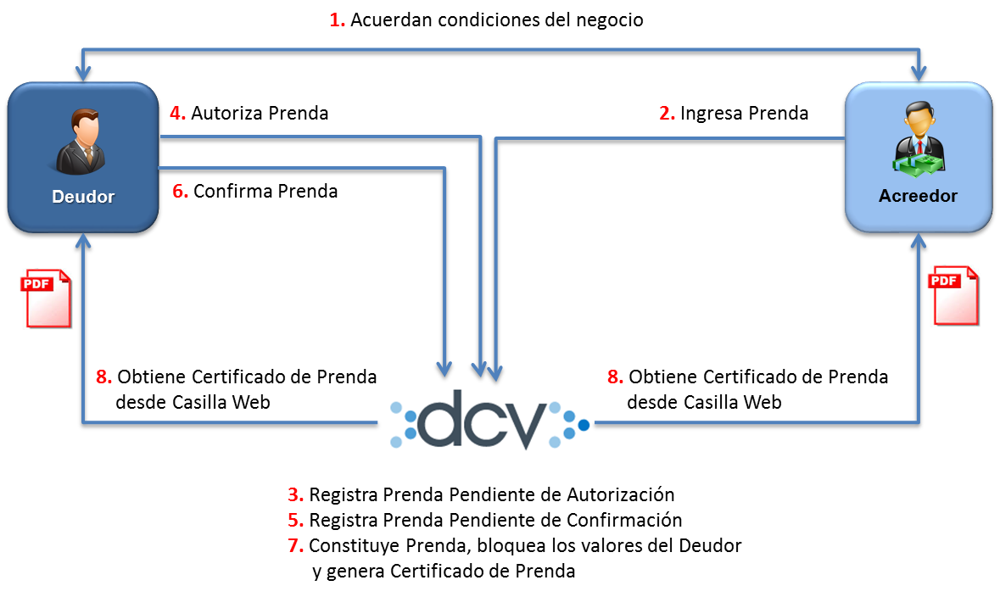 1. Acuerdan condiciones del negocio
4. Autoriza Prenda
2. Ingresa Prenda
6. Confirma Prenda
Deudor
Acreedor
PDF
PDF
8. Obtiene Certificado de Prenda
desde Casilla Web
8. Obtiene Certificado de Prenda
desde Casilla Web
dcv
3. Registra Prenda Pendiente de Autorización
5. Registra Prenda Pendiente de Confirmación
7. Constituye Prenda, bloquea los valores del Deudor
y genera Certificado de Prenda